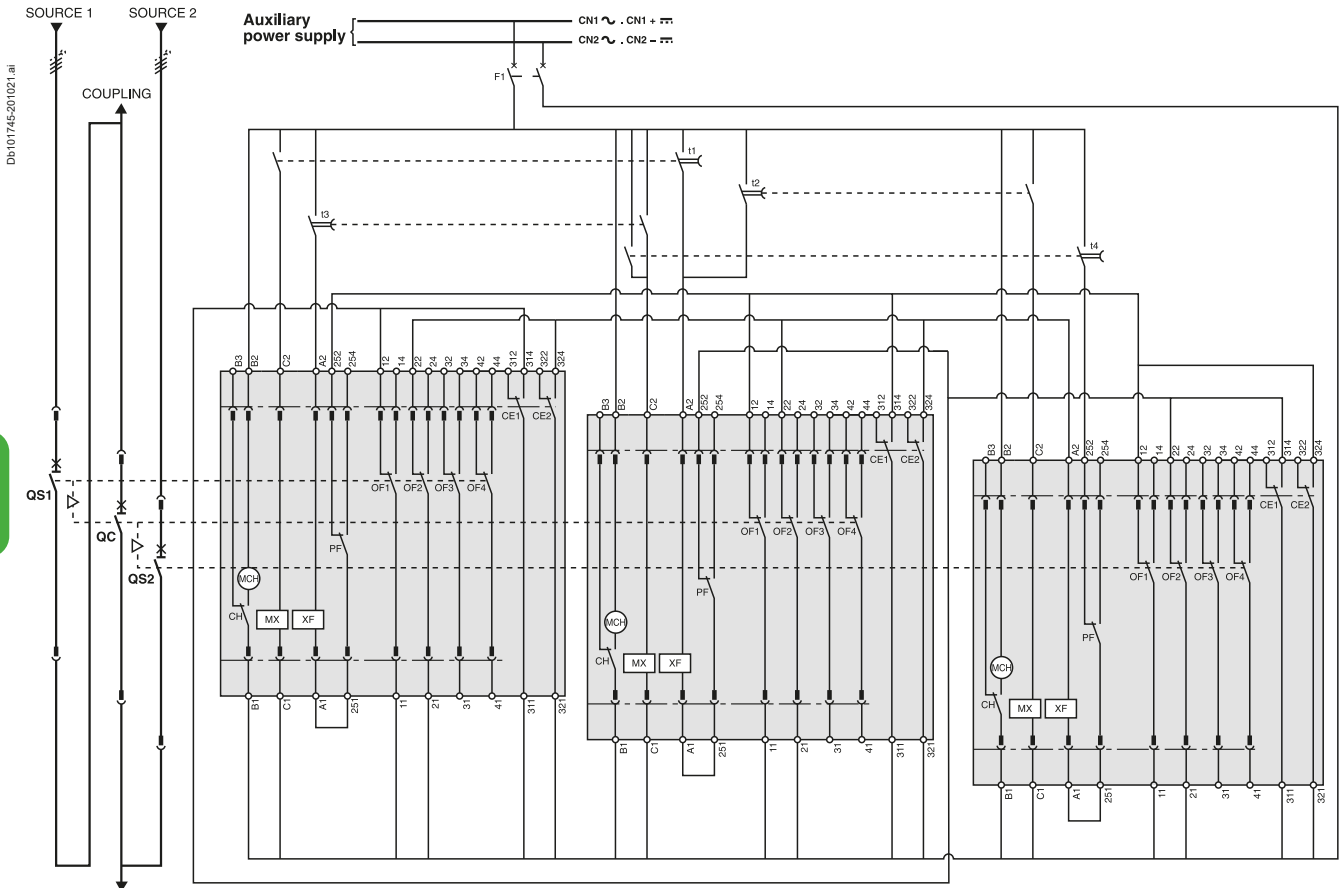 SOURCE 1
SOURCE 2
Auxiliary
power supply
CN1 ∿ . CN1 + ⎓
CN2 ∿ . CN2 – ⎓
Db101745-201021.ai
COUPLING
F1
t1
t2
t3
t4
QS1
QC
QS2
B3
B2
C2
A2
252
254
12
14
22
24
32
34
42
44
312
314
322
324
CE1
CE2
OF1
OF2
OF3
OF4
PF
MCH
CH
MX
XF
B1
C1
A1
251
11
21
31
41
311
321
B3
B2
C2
A2
252
254
12
14
22
24
32
34
42
44
312
314
322
324
CE1
CE2
OF1
OF2
OF3
OF4
PF
MCH
CH
MX
XF
B1
C1
A1
251
11
21
31
41
311
321
B3
B2
C2
A2
252
254
12
14
22
24
32
34
42
44
312
314
322
324
CE1
CE2
OF1
OF2
OF3
OF4
PF
MCH
CH
MX
XF
B1
C1
A1
251
11
21
31
41
311
321